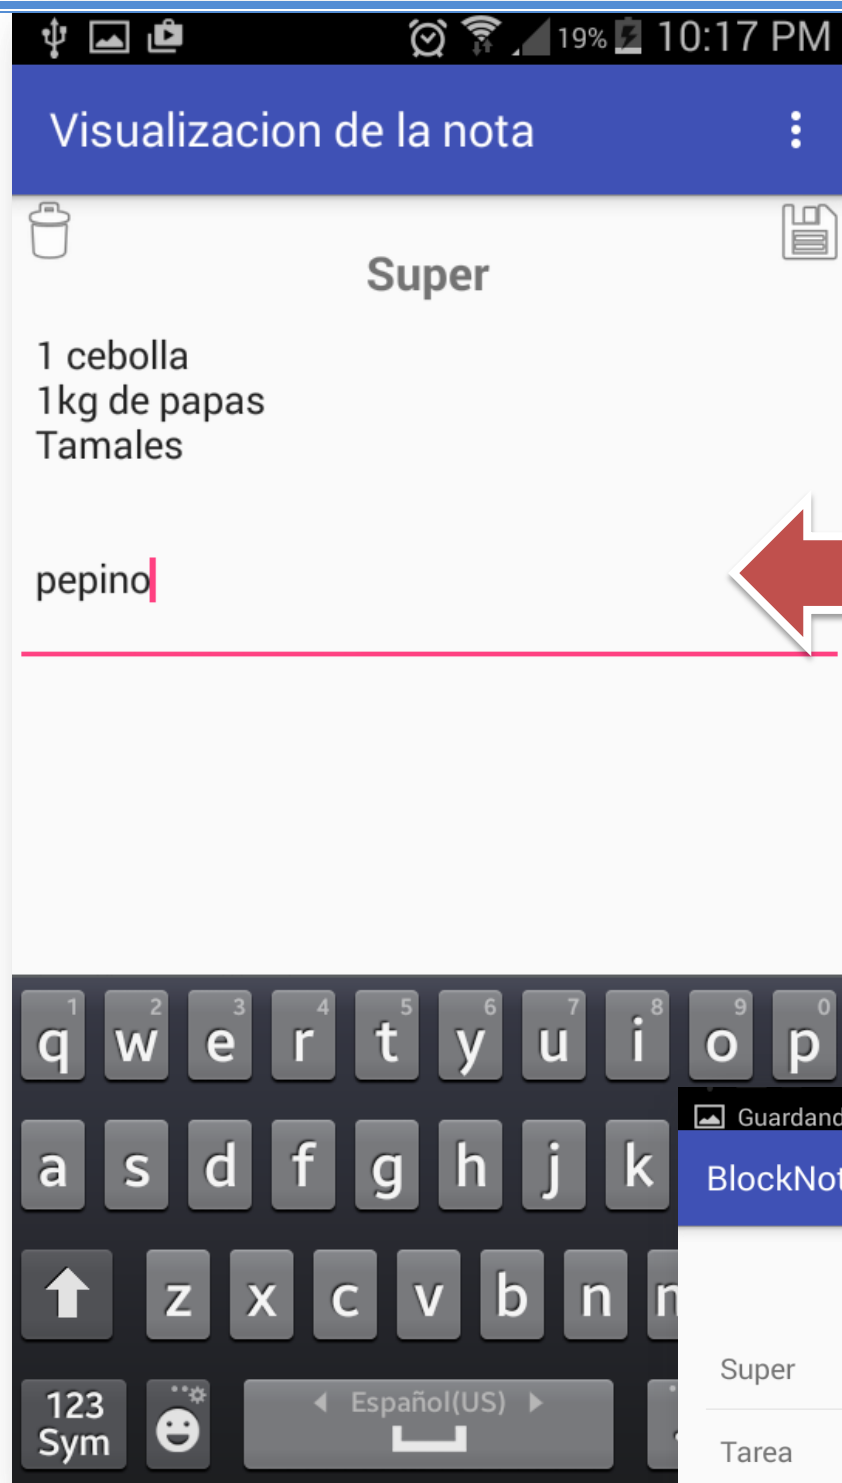 19% 10:17 PM
Visualizacion de la nota
Super
1 cebolla
1kg de papas
Tamales
pepino
1 2 3 4 5 6 7 8 9 0
q w e r t y u i o p
a s d f g h j k
z x c v b n
123
Sym
Español(US)
Super
Tarea